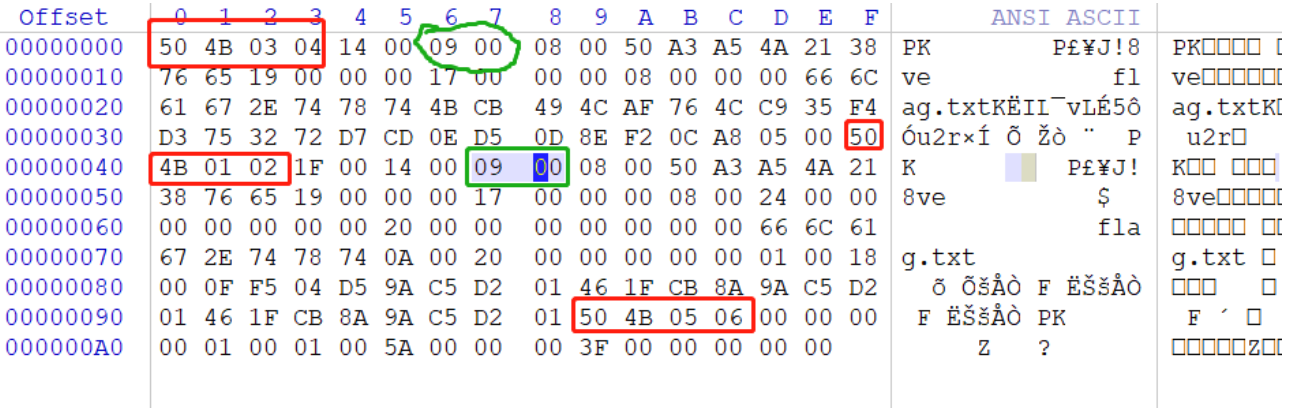 Offset 0 1 2 3 4 5 6 7 8 9 A B C D E F ANSI ASCII
00000000 50 4B 03 04 14 00 09 00 08 00 50 A3 A5 4A 21 38 PK P£¥J!8 PK
00000010 76 65 19 00 00 00 17 00 00 00 08 00 00 00 66 6C ve fl ve
00000020 61 67 2E 74 78 74 4B CB 49 4C AF 76 4C C9 35 F4 ag.txtKËIL¯vLÉ5ô ag.txtK
00000030 D3 75 32 72 D7 CD 0E D5 0D 8E F2 0C A8 05 00 50 Óu2r×Í Õ Žò ¨ P u2r
00000040 4B 01 02 1F 00 14 00 09 00 08 00 50 A3 A5 4A 21 K P£¥J! K
00000050 38 76 65 19 00 00 00 17 00 00 00 08 00 24 00 00 8ve $ 8ve
00000060 00 00 00 00 00 20 00 00 00 00 00 00 00 66 6C 61 fla
00000070 67 2E 74 78 74 0A 00 20 00 00 00 00 00 01 00 18 g.txt g.txt
00000080 00 0F F5 04 D5 9A C5 D2 01 46 1F CB 8A 9A C5 D2 õ ÕšÅÒ F ËŠšÅÒ
00000090 01 46 1F CB 8A 9A C5 D2 01 50 4B 05 06 00 00 00 F ËŠšÅÒ PK F ´
000000A0 00 01 00 01 00 5A 00 00 00 3F 00 00 00 00 00 Z ? Z